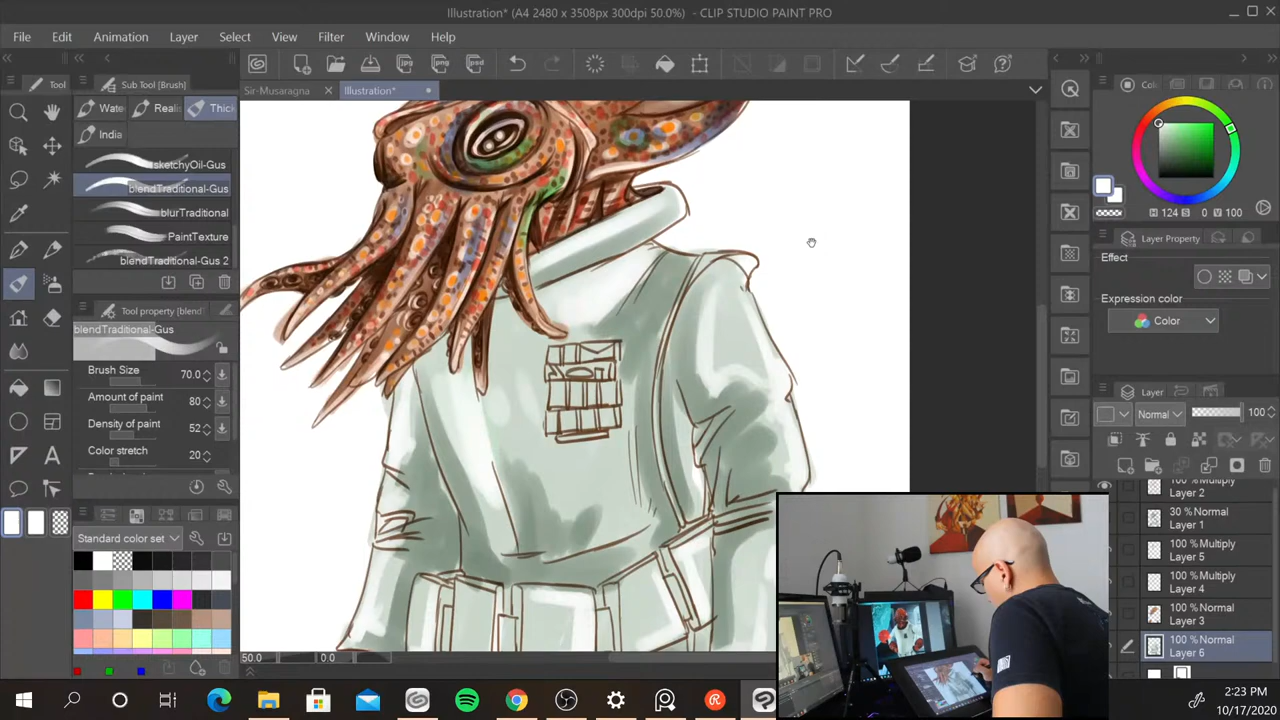 Illustration* (A4 2480 x 3508px 300dpi 50.0%) - CLIP STUDIO PAINT PRO
File Edit Animation Layer Select View Filter Window Help
Tool
Sub Tool [Brush]
Sir-Musaragna
Illustration*
Wate
Realis
Thick
India
sketchyOil-Gus
blendTraditional-Gus
blurTraditional
PaintTexture
blendTraditional-Gus 2
Tool property [blend
blendTraditional-Gus
Brush Size 70.0
Amount of paint 80
Density of paint 52
Color stretch 20
Standard color set
50.0
0.0
H 124 S 0 V 100
Layer Property
Effect
Expression color
Color
Layer
Normal 100
Layer 2
30 % Normal
Layer 1
100 % Multiply
Layer 5
100 % Multiply
Layer 4
100 % Normal
Layer 3
100 % Normal
Layer 6
2:23 PM
10/17/2020